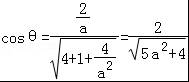 cos θ = (2/a) / √(4+1+4/a²) = 2 / √(5a²+4)